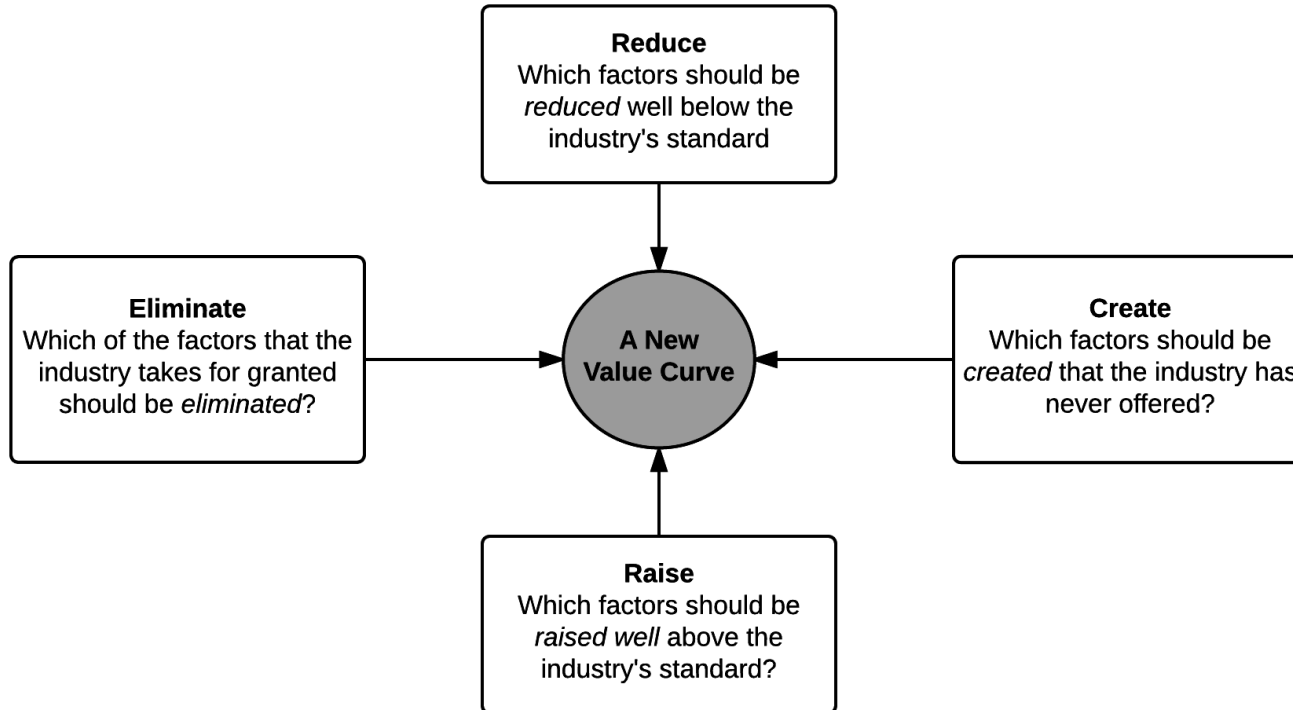 Reduce
Which factors should be
reduced well below the
industry's standard
Eliminate
Which of the factors that the
industry takes for granted
should be eliminated?
A New
Value Curve
Create
Which factors should be
created that the industry has
never offered?
Raise
Which factors should be
raised well above the
industry's standard?